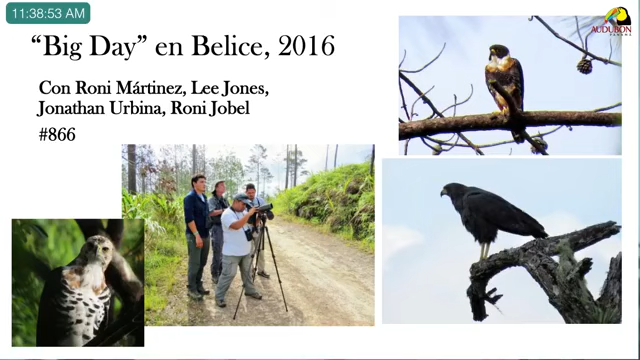 11:38:53 AM
“Big Day” en Belice, 2016
Con Roni Mártinez, Lee Jones,
Jonathan Urbina, Roni Jobel
#866
AUDUBON
PANAMA